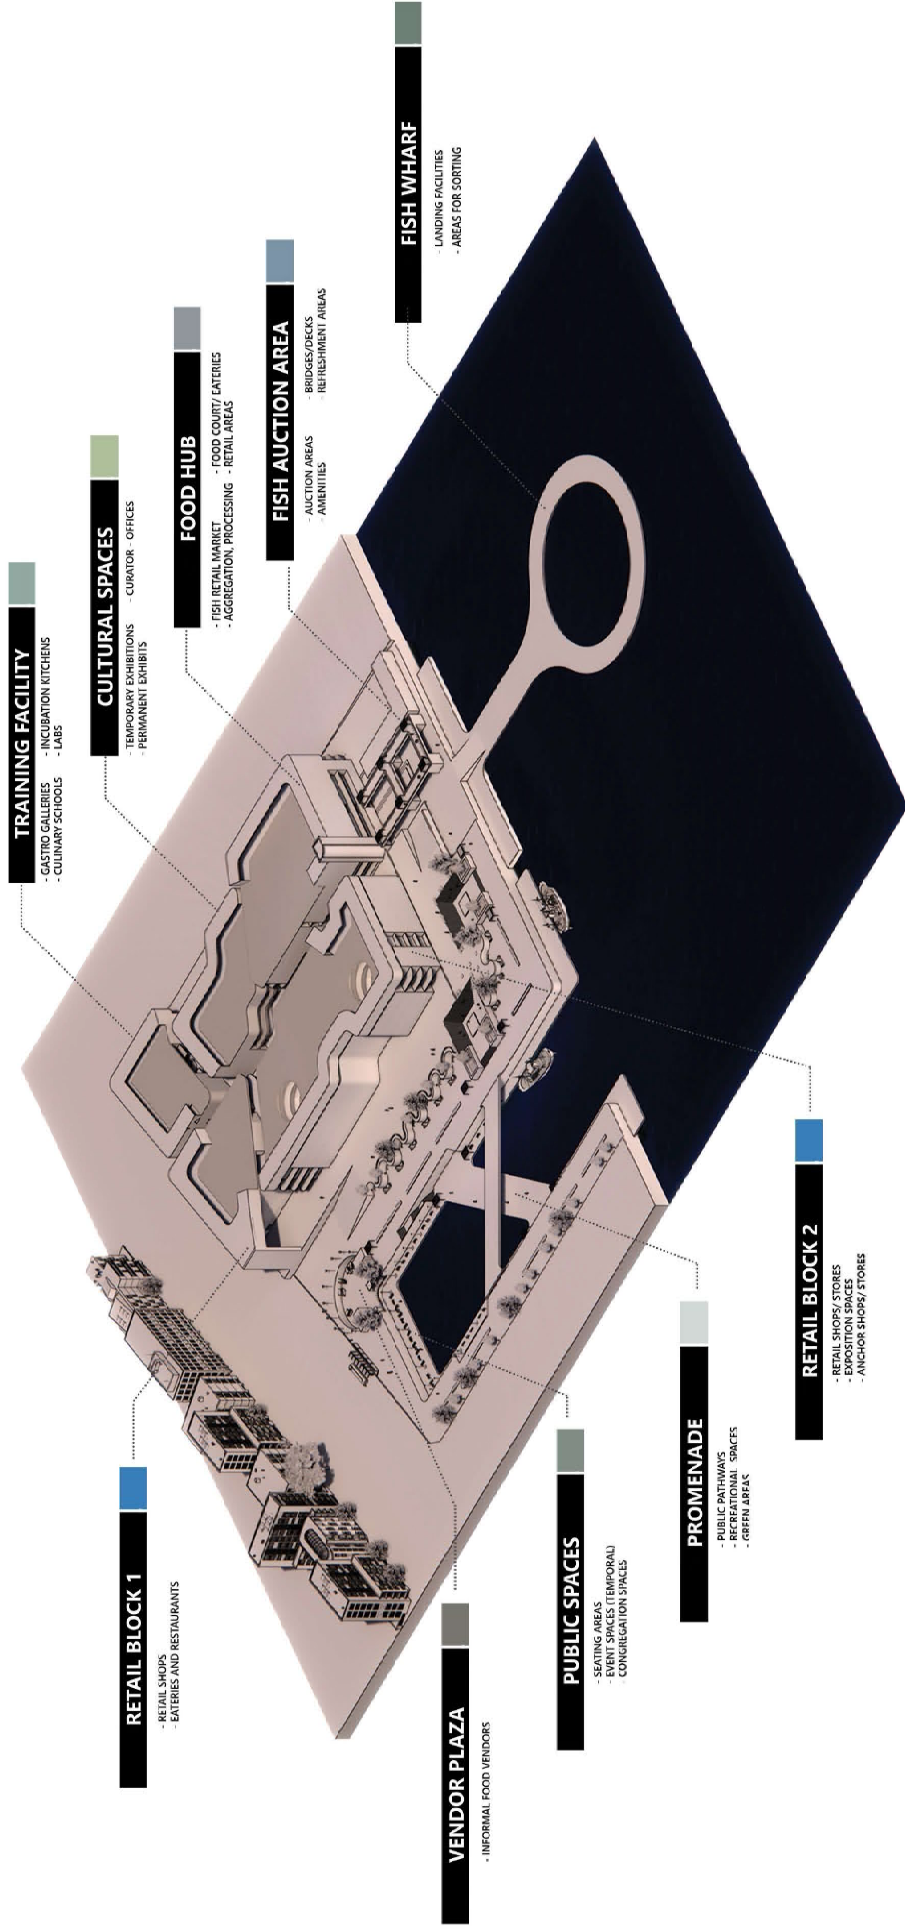 RETAIL BLOCK 1
- RETAIL SHOPS
- EATERIES AND RESTAURANTS
TRAINING FACILITY
- GASTRO GALLERIES
- CULINARY SCHOOLS
- INCUBATION KITCHENS
- LABS
CULTURAL SPACES
- TEMPORARY EXHIBITIONS
- PERMANENT EXHIBITS
- CURATOR - OFFICES
FOOD HUB
- FISH RETAIL MARKET
- AGGREGATION, PROCESSING
- FOOD COURT/ EATERIES
- RETAIL AREAS
FISH AUCTION AREA
- AUCTION AREAS
- AMENITIES
- BRIDGES/DECKS
- REFRESHMENT AREAS
FISH WHARF
- LANDING FACILITIES
- AREAS FOR SORTING
VENDOR PLAZA
- INFORMAL FOOD VENDORS
PUBLIC SPACES
- SEATING AREAS
- EVENT SPACES (TEMPORAL)
- CONGREGATION SPACES
PROMENADE
- PUBLIC PATHWAYS
- RECREATIONAL SPACES
- GREEN AREAS
RETAIL BLOCK 2
- RETAIL SHOPS/ STORES
- EXPOSITION SPACES
- ANCHOR SHOPS/ STORES